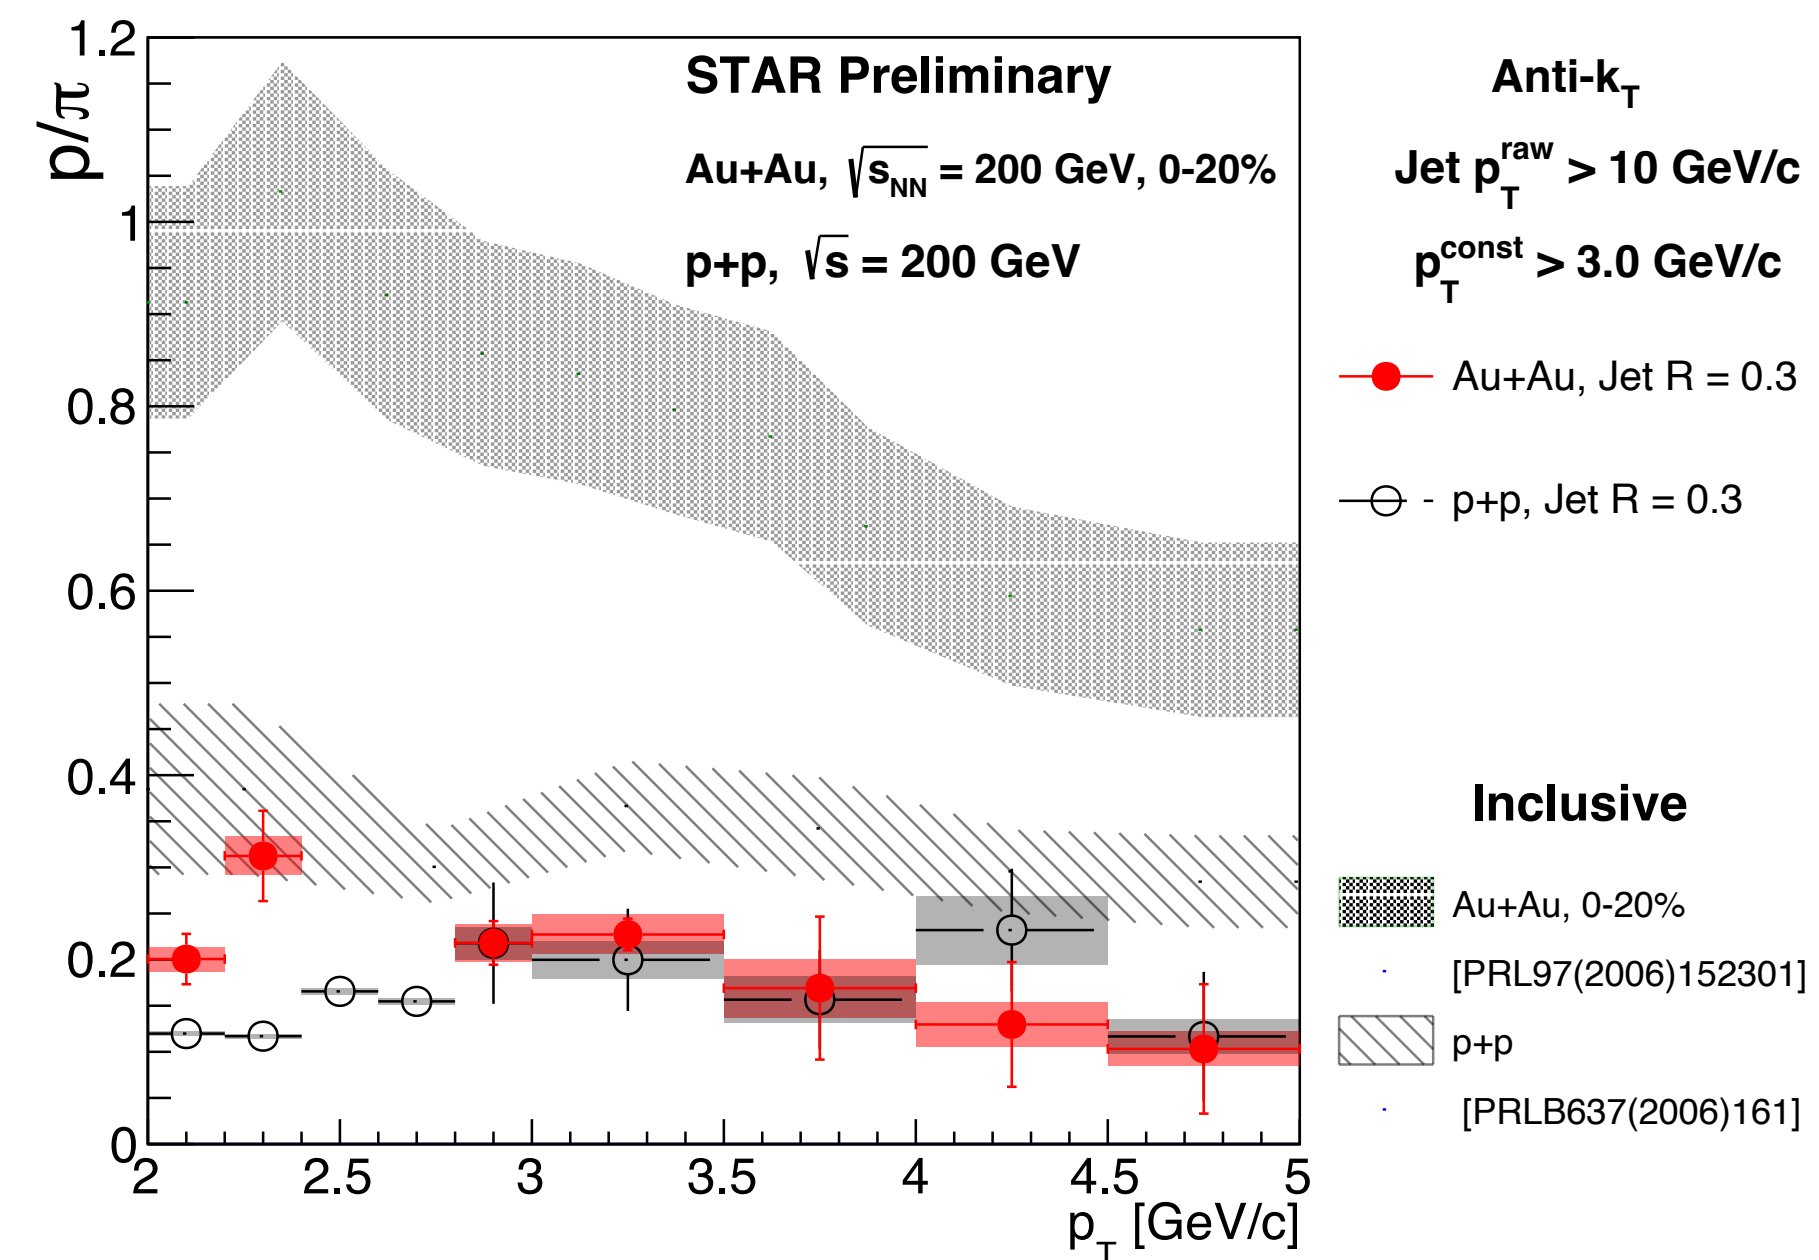 p/π
1.2
1
0.8
0.6
0.4
0.2
0
2
2.5
3
3.5
4
4.5
5
p_T [GeV/c]
STAR Preliminary
Au+Au, √s_NN = 200 GeV, 0-20%
p+p, √s = 200 GeV
Anti-k_T
Jet p_T^raw > 10 GeV/c
p_T^const > 3.0 GeV/c
Au+Au, Jet R = 0.3
p+p, Jet R = 0.3
Inclusive
Au+Au, 0-20%
[PRL97(2006)152301]
p+p
[PRLB637(2006)161]